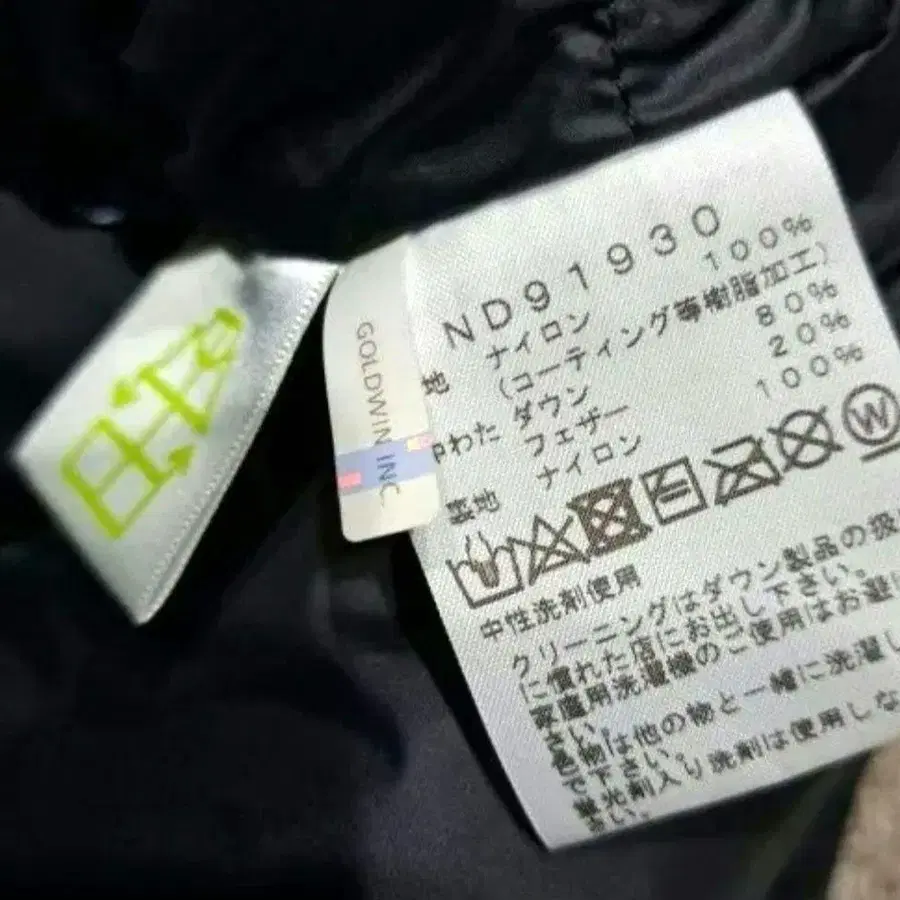 ND91930
地 ナイロン 100%
(コーティング等樹脂加工)
中わた ダウン 80%
フェザー 20%
裏地 ナイロン 100%
W
中性洗剤使用
クリーニングはダウン製品の扱
に慣れた店にお出し下さい。
家庭用洗濯機のご使用はお避け
さい。
色物は他の物と一緒に洗濯し
で下さい。
蛍光剤入り洗剤は使用しな
さい。
GOLDWIN INC